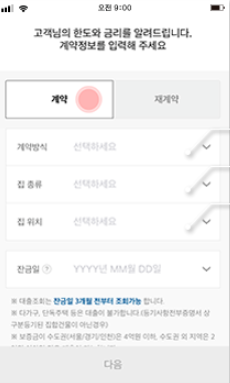 오전 9:00
고객님의 한도와 금리를 알려드립니다.
계약정보를 입력해 주세요
계약
재계약
계약방식 선택하세요
집 종류 선택하세요
집 위치 선택하세요
잔금일 ? YYYY년 MM월 DD일
※ 대출조회는 잔금일 3개월 전부터 조회가능 합니다.
※ 다가구, 단독주택 등은 대출이 불가합니다.(등기사항전부증명서 상
구분등기된 집합건물이 아닌경우)
※ 보증금이 수도권(서울/경기/인천)은 4억원 이하, 수도권 외 지역은 2
다음